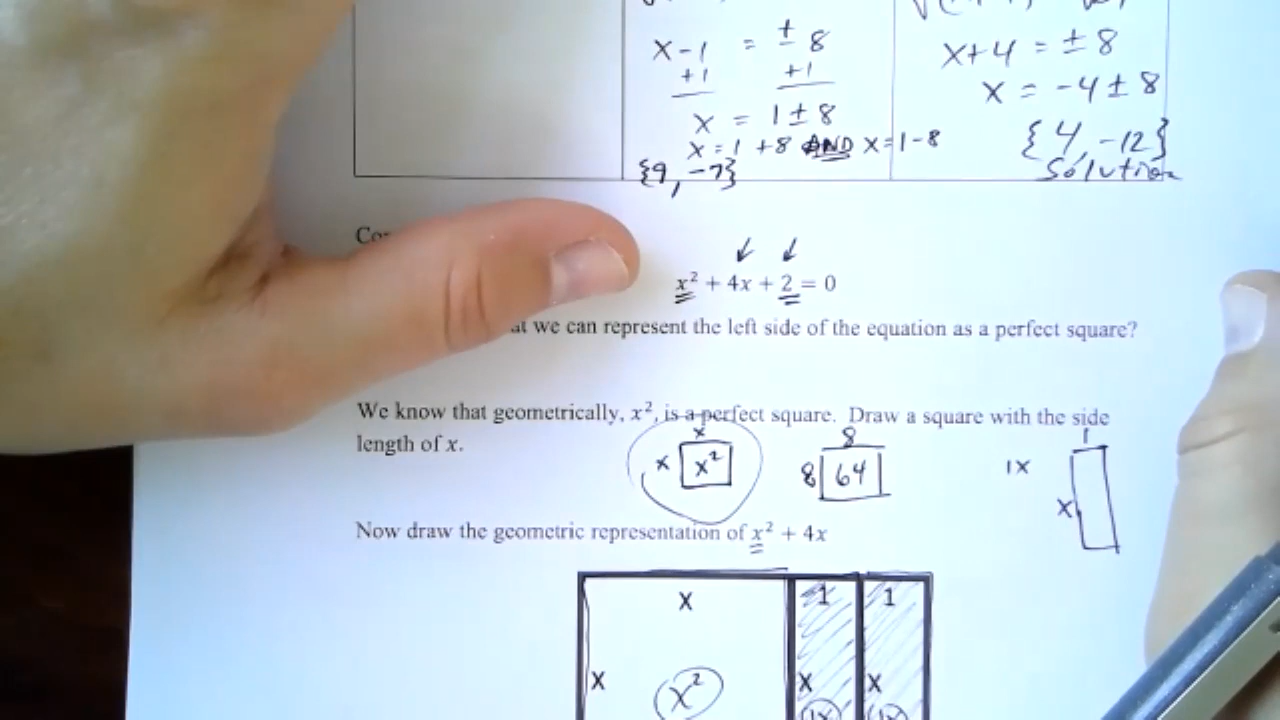 x-1 = ± 8
+1 +1
x = 1 ± 8
x = 1 + 8 AND x = 1 - 8
{9, -7}
x+4 = ± 8
x = -4 ± 8
{4, -12}
Solution
x² + 4x + 2 = 0
we can represent the left side of the equation as a perfect square?
We know that geometrically, x², is a perfect square. Draw a square with the side
length of x.
x
x x²
8
8 64
1x
1
x
Now draw the geometric representation of x² + 4x
x 1 1
x x² x x
1x 1x